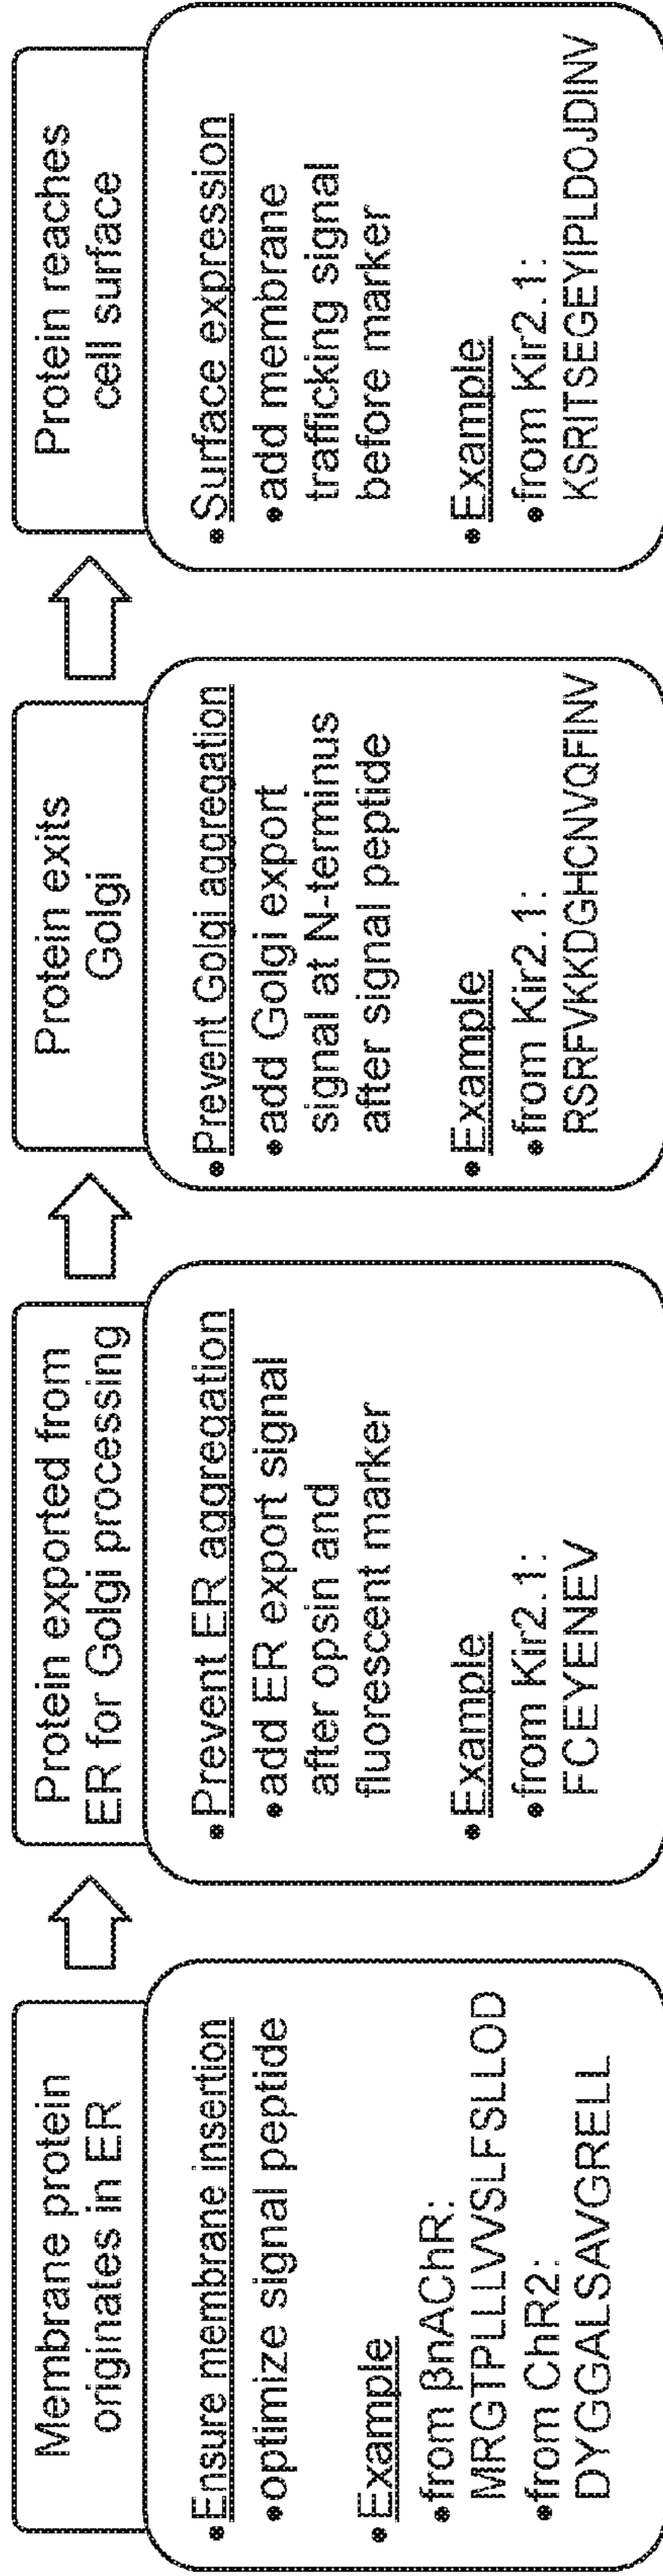 Membrane protein
originates in ER
•Ensure membrane insertion
•optimize signal peptide
•Example
•from βnAChR:
MRGTPLLLVVSLFSLLOD
•from ChR2:
DYGGALSAVGRELL
Protein exported from
ER for Golgi processing
•Prevent ER aggregation
•add ER export signal
after opsin and
fluorescent marker
•Example
•from Kir2.1:
FCEYENEV
Protein exits
Golgi
•Prevent Golgi aggregation
•add Golgi export
signal at N-terminus
after signal peptide
•Example
•from Kir2.1:
RSRFVKKDGHCNVQFINV
Protein reaches
cell surface
•Surface expression
•add membrane
trafficking signal
before marker
•Example
•from Kir2.1:
KSRITSEGEYIPLDOJDINV